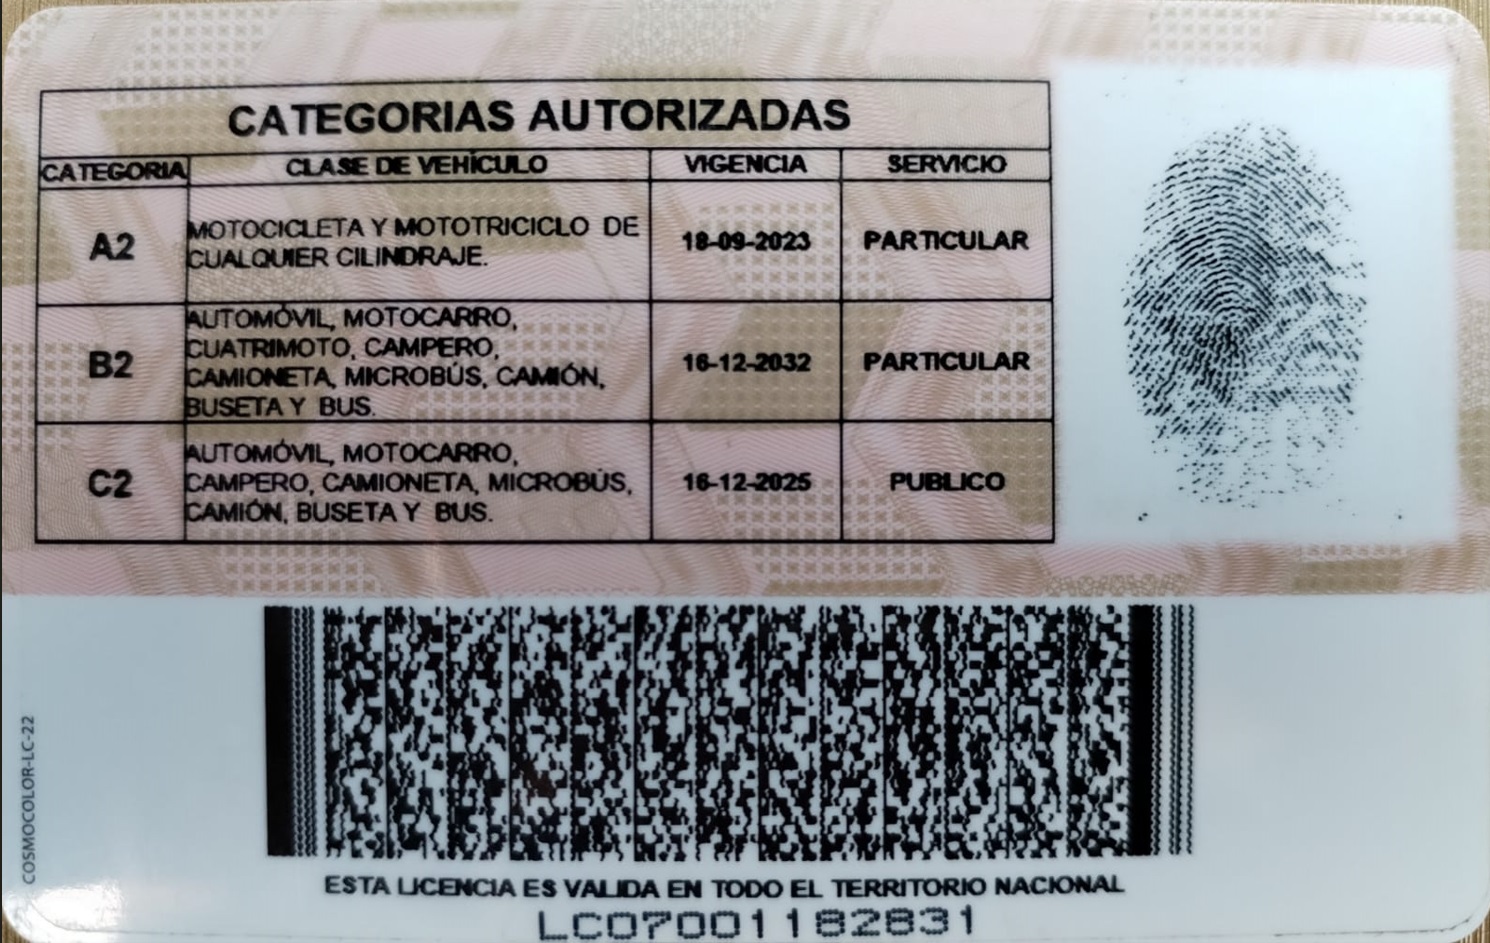 CATEGORIAS AUTORIZADAS
CATEGORIA CLASE DE VEHÍCULO VIGENCIA SERVICIO
A2 MOTOCICLETA Y MOTOTRICICLO DE CUALQUIER CILINDRAJE. 18-09-2023 PARTICULAR
B2 AUTOMÓVIL, MOTOCARRO, CUATRIMOTO, CAMPERO, CAMIONETA, MICROBÚS, CAMIÓN, BUSETA Y BUS. 16-12-2032 PARTICULAR
C2 AUTOMÓVIL, MOTOCARRO, CAMPERO, CAMIONETA, MICROBÚS, CAMIÓN, BUSETA Y BUS. 16-12-2025 PUBLICO
COSMOCOLOR-LC-22
ESTA LICENCIA ES VALIDA EN TODO EL TERRITORIO NACIONAL
LC07001182831